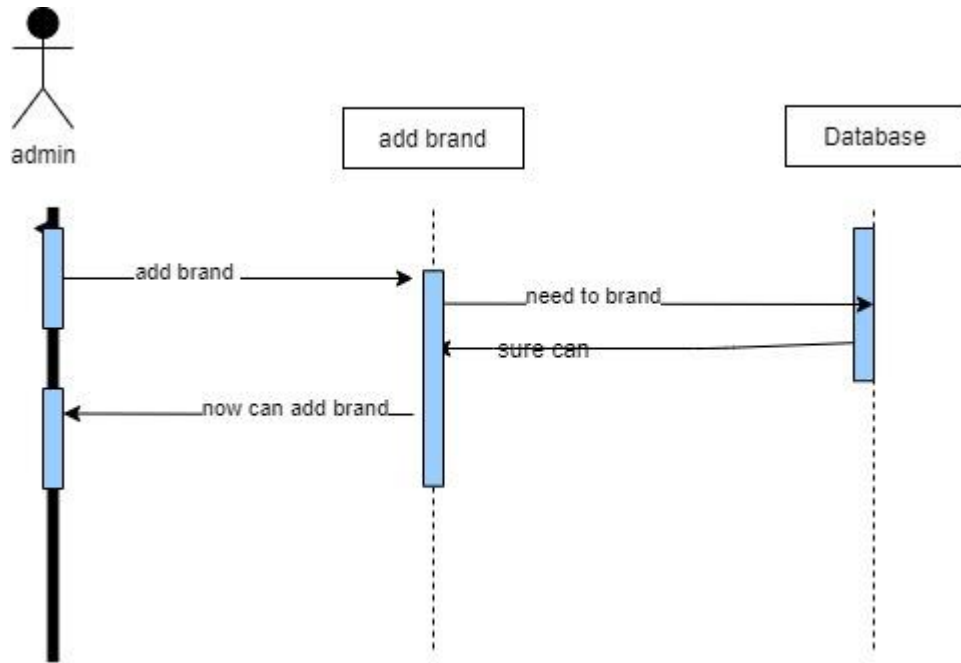 admin
add brand
Database
add brand
need to brand
sure can
now can add brand